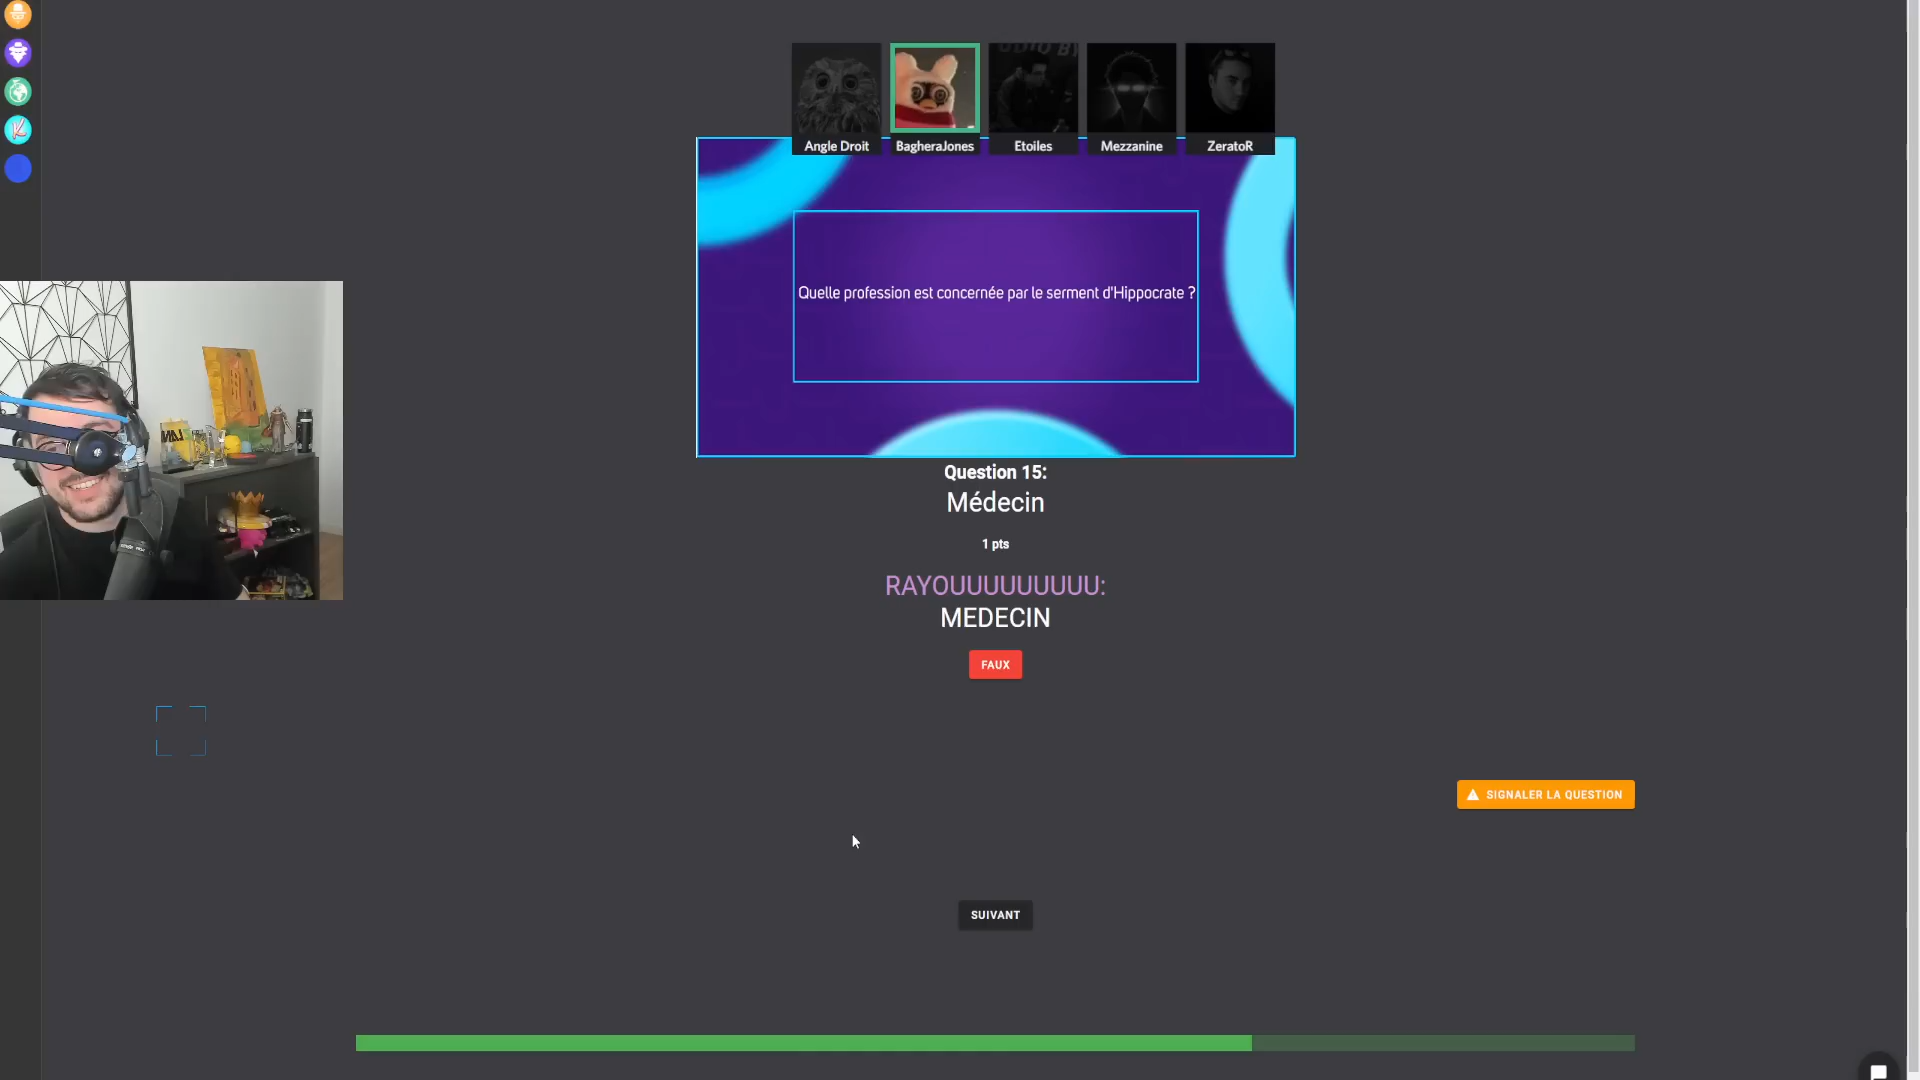 Angle Droit
BagheraJones
Etoiles
Mezzanine
ZeratoR
Quelle profession est concernée par le serment d'Hippocrate ?
Question 15:
Médecin
1 pts
RAYOUUUUUUUUU:
MEDECIN
FAUX
SIGNALER LA QUESTION
SUIVANT